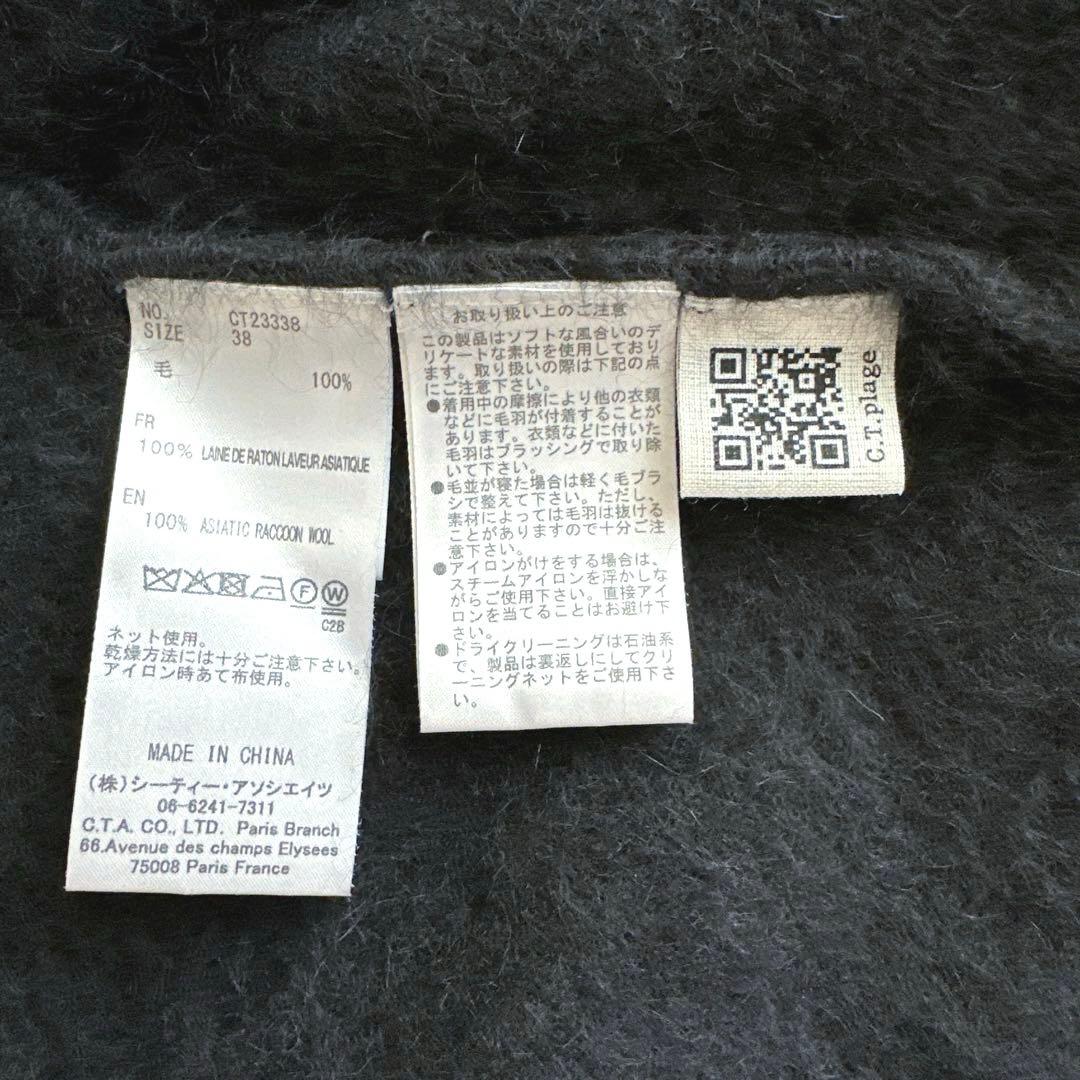 NO. CT23338
SIZE 38
毛 100%
FR
100% LAINE DE RATON LAVEUR ASIATIQUE
EN
100% ASIATIC RACCOON WOOL
F W
C2B
ネット使用。
乾燥方法には十分ご注意下さい。
アイロン時あて布使用。
MADE IN CHINA
(株)シーティー・アソシエイツ
06-6241-7311
C.T.A. CO., LTD. Paris Branch
66.Avenue des champs Elysees
75008 Paris France
お取り扱い上のご注意
この製品はソフトな風合いのデ
リケートな素材を使用しており
ます。取り扱いの際は下記の点
にご注意下さい。
●着用中の摩擦により他の衣類
などに毛羽が付着することが
あります。衣類などに付いた
毛羽はブラッシングで取り除
いて下さい。
●毛並が寝た場合は軽く毛ブラ
シで整えて下さい。ただし、
素材によっては毛羽は抜ける
ことがありますので十分ご注
意下さい。
●アイロンがけをする場合は、
スチームアイロンを浮かしな
がらご使用下さい。直接アイ
ロンを当てることはお避け下
さい。
●ドライクリーニングは石油系
で、製品は裏返しにしてクリ
ーニングネットをご使用下さ
い。
C.T.plage